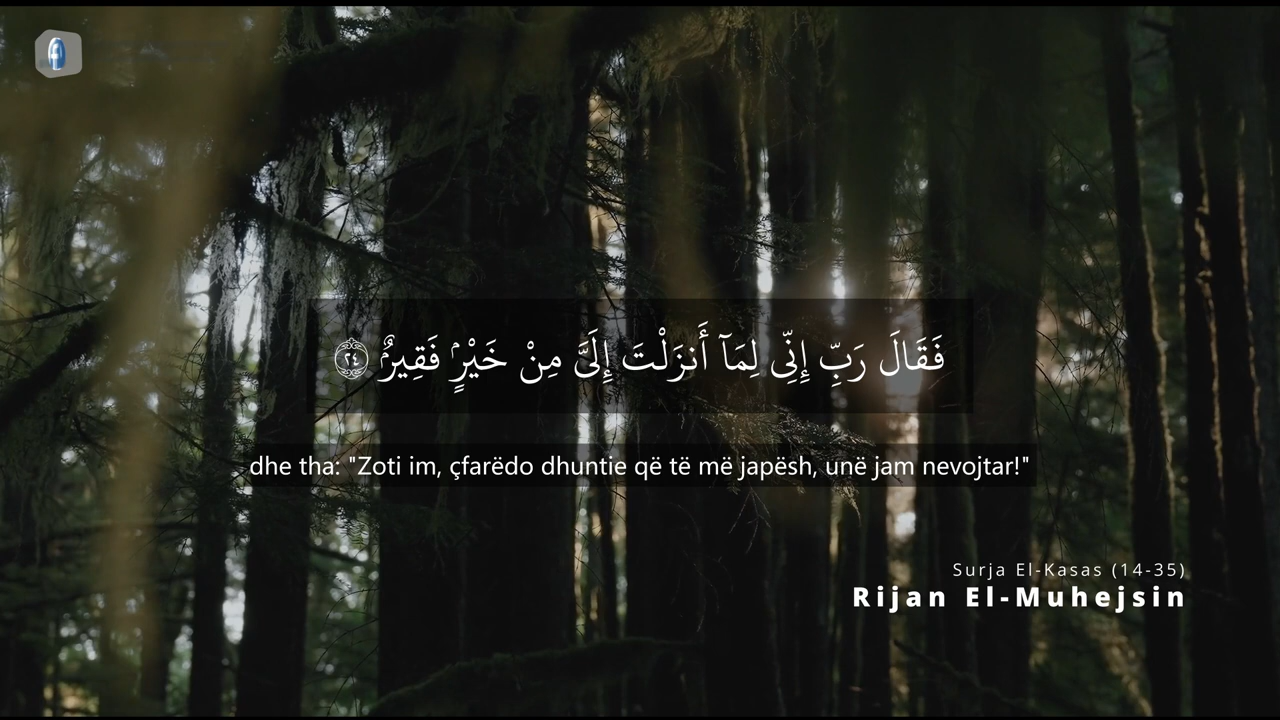 فَقَالَ رَبِّ إِنِّى لِمَآ أَنزَلْتَ إِلَىَّ مِنْ خَيْرٍۢ فَقِيرٌ ٢٤
dhe tha: "Zoti im, çfarëdo dhuntie që të më japësh, unë jam nevojtar!"
Surja El-Kasas (14-35)
Rijan El-Muhejsin